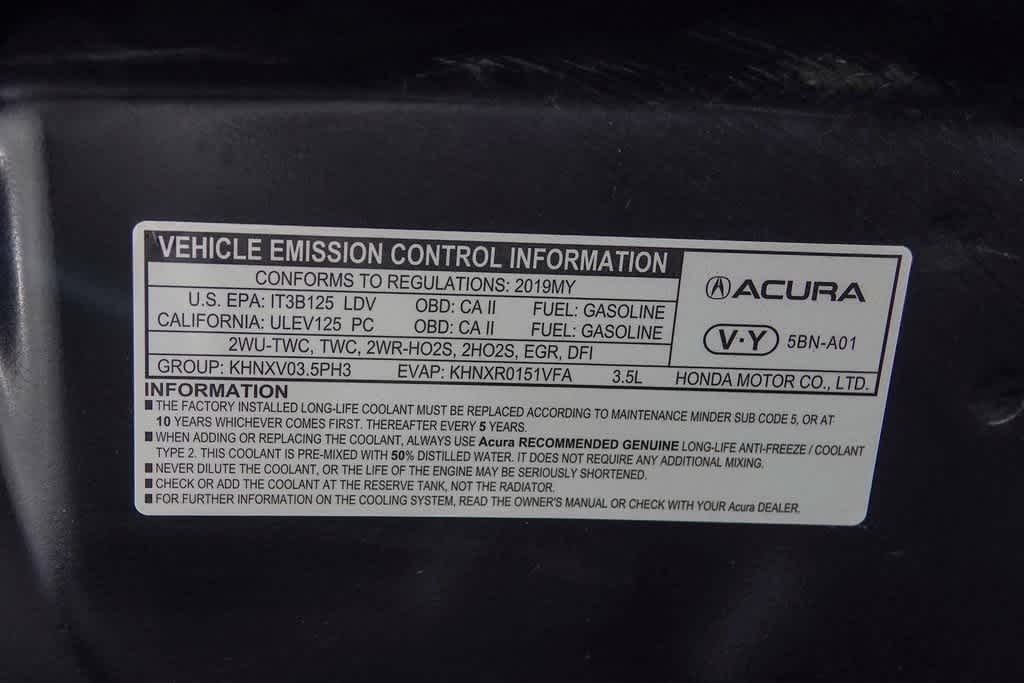 VEHICLE EMISSION CONTROL INFORMATION
CONFORMS TO REGULATIONS: 2019MY
U.S. EPA: IT3B125 LDV OBD: CA II FUEL: GASOLINE
CALIFORNIA: ULEV125 PC OBD: CA II FUEL: GASOLINE
2WU-TWC, TWC, 2WR-HO2S, 2HO2S, EGR, DFI
GROUP: KHNXV03.5PH3 EVAP: KHNXR0151VFA 3.5L
ACURA
V·Y 5BN-A01
HONDA MOTOR CO., LTD.
INFORMATION
■ THE FACTORY INSTALLED LONG-LIFE COOLANT MUST BE REPLACED ACCORDING TO MAINTENANCE MINDER SUB CODE 5, OR AT
10 YEARS WHICHEVER COMES FIRST. THEREAFTER EVERY 5 YEARS.
■ WHEN ADDING OR REPLACING THE COOLANT, ALWAYS USE Acura RECOMMENDED GENUINE LONG-LIFE ANTI-FREEZE / COOLANT
TYPE 2. THIS COOLANT IS PRE-MIXED WITH 50% DISTILLED WATER. IT DOES NOT REQUIRE ANY ADDITIONAL MIXING.
■ NEVER DILUTE THE COOLANT, OR THE LIFE OF THE ENGINE MAY BE SERIOUSLY SHORTENED.
■ CHECK OR ADD THE COOLANT AT THE RESERVE TANK, NOT THE RADIATOR.
■ FOR FURTHER INFORMATION ON THE COOLING SYSTEM, READ THE OWNER'S MANUAL OR CHECK WITH YOUR Acura DEALER.